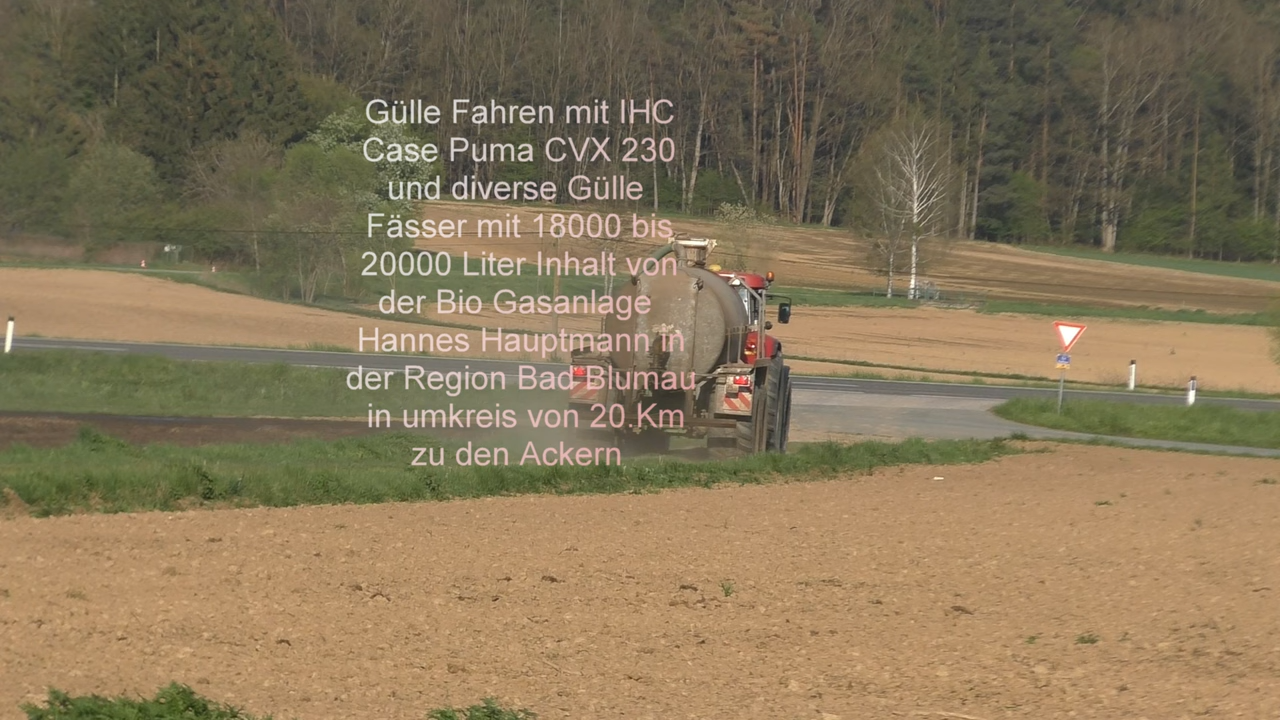 Gülle Fahren mit IHC
Case Puma CVX 230
und diverse Gülle
Fässer mit 18000 bis
20000 Liter Inhalt von
der Bio Gasanlage
Hannes Hauptmann in
der Region Bad Blumau
in umkreis von 20.Km
zu den Ackern